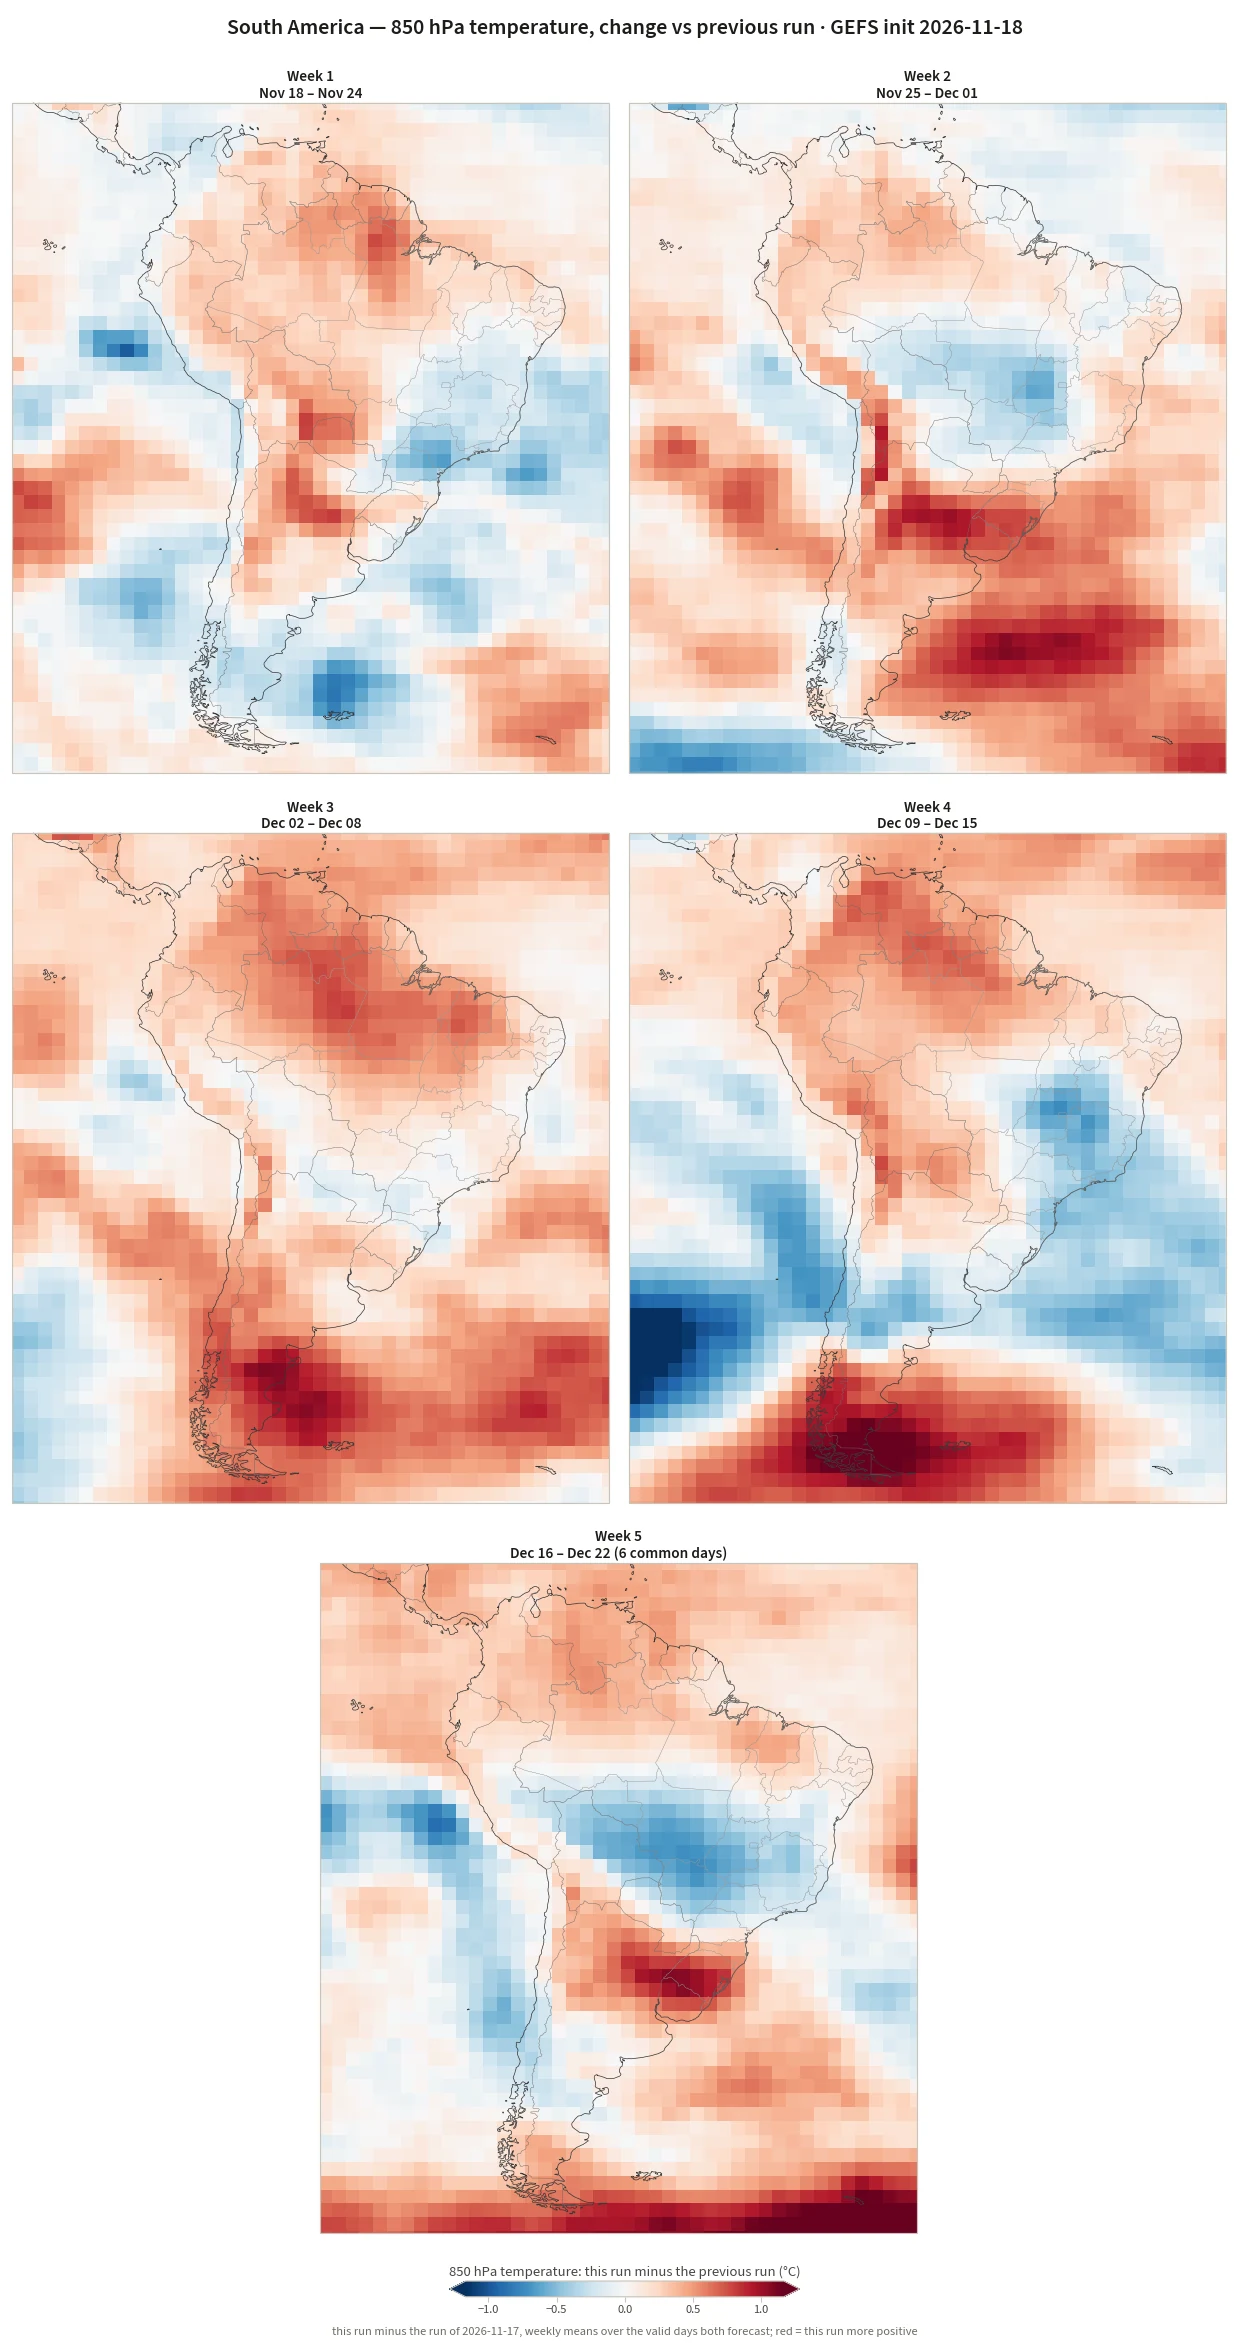 South America — 850 hPa temperature, change vs previous run · GEFS init 2026-11-18
Week 1
Nov 18 – Nov 24
Week 2
Nov 25 – Dec 01
Week 3
Dec 02 – Dec 08
Week 4
Dec 09 – Dec 15
Week 5
Dec 16 – Dec 22 (6 common days)
850 hPa temperature: this run minus the previous run (°C)
−1.0 −0.5 0.0 0.5 1.0
this run minus the run of 2026-11-17, weekly means over the valid days both forecast; red = this run more positive